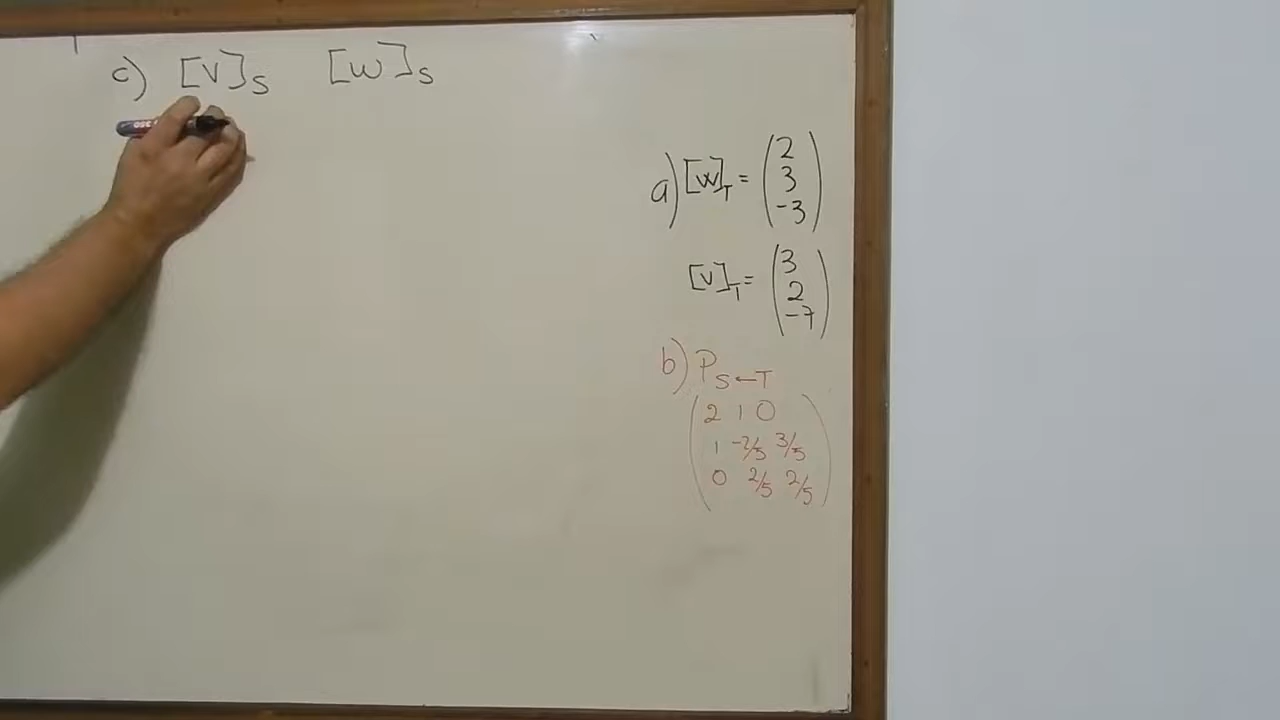 c) [V]S [W]S
a) [W]T = (2 3 -3)
[V]T = (3 2 -7)
b) P S←T
2 1 0
1 -2/5 3/5
0 2/5 2/5